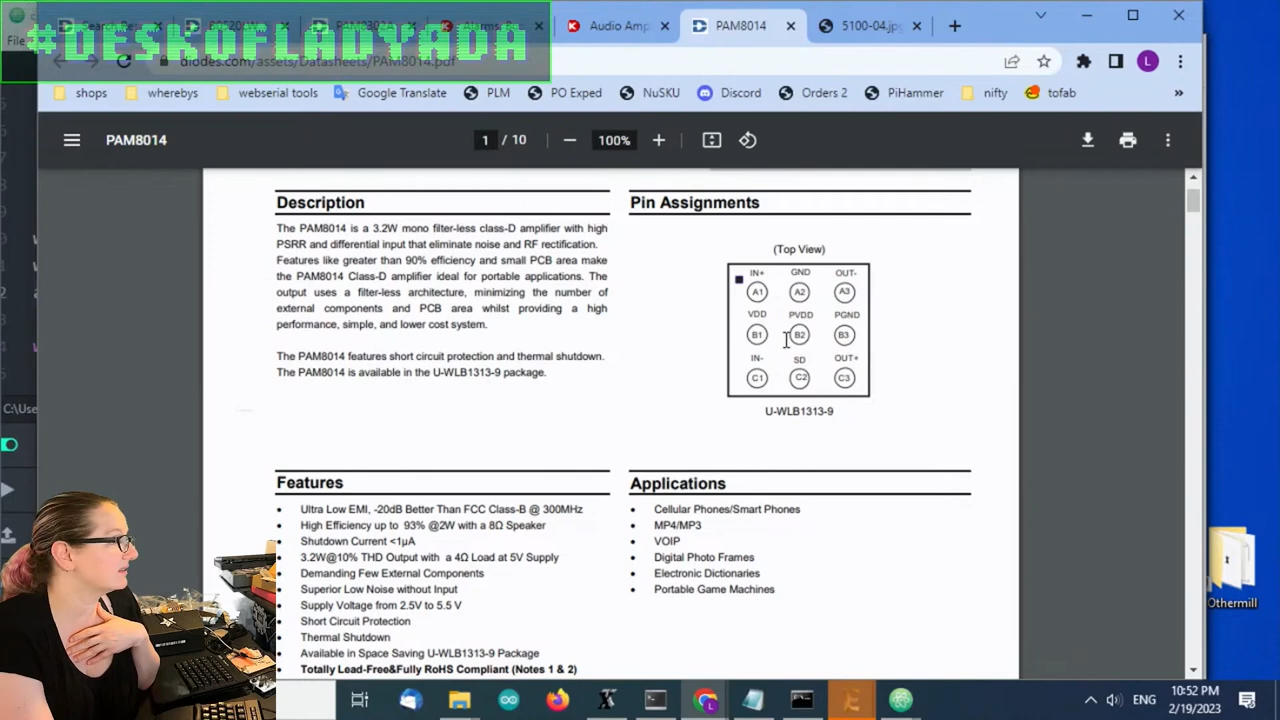 #DESKOFLADYADA
Audio Amp
PAM8014
5100-04.jpg
diodes.com/assets/Datasheets/PAM8014.pdf
shops
whereby
webserial tools
Google Translate
PLM
PO Exped
NuSKU
Discord
Orders 2
PiHammer
nifty
tofab
PAM8014
1 / 10
100%
Description
The PAM8014 is a 3.2W mono filter-less class-D amplifier with high
PSRR and differential input that eliminate noise and RF rectification.
Features like greater than 90% efficiency and small PCB area make
the PAM8014 Class-D amplifier ideal for portable applications. The
output uses a filter-less architecture, minimizing the number of
external components and PCB area whilst providing a high
performance, simple, and lower cost system.
The PAM8014 features short circuit protection and thermal shutdown.
The PAM8014 is available in the U-WLB1313-9 package.
Pin Assignments
(Top View)
IN+ GND OUT-
A1 A2 A3
VDD PVDD PGND
B1 B2 B3
IN- SD OUT+
C1 C2 C3
U-WLB1313-9
Features
Ultra Low EMI, -20dB Better Than FCC Class-B @ 300MHz
High Efficiency up to 93% @2W with a 8Ω Speaker
Shutdown Current <1µA
3.2W@10% THD Output with a 4Ω Load at 5V Supply
Demanding Few External Components
Superior Low Noise without Input
Supply Voltage from 2.5V to 5.5 V
Short Circuit Protection
Thermal Shutdown
Available in Space Saving U-WLB1313-9 Package
Totally Lead-Free&Fully RoHS Compliant (Notes 1 & 2)
Applications
Cellular Phones/Smart Phones
MP4/MP3
VOIP
Digital Photo Frames
Electronic Dictionaries
Portable Game Machines
C:\Use
Othermill
ENG
10:52 PM
2/19/2023